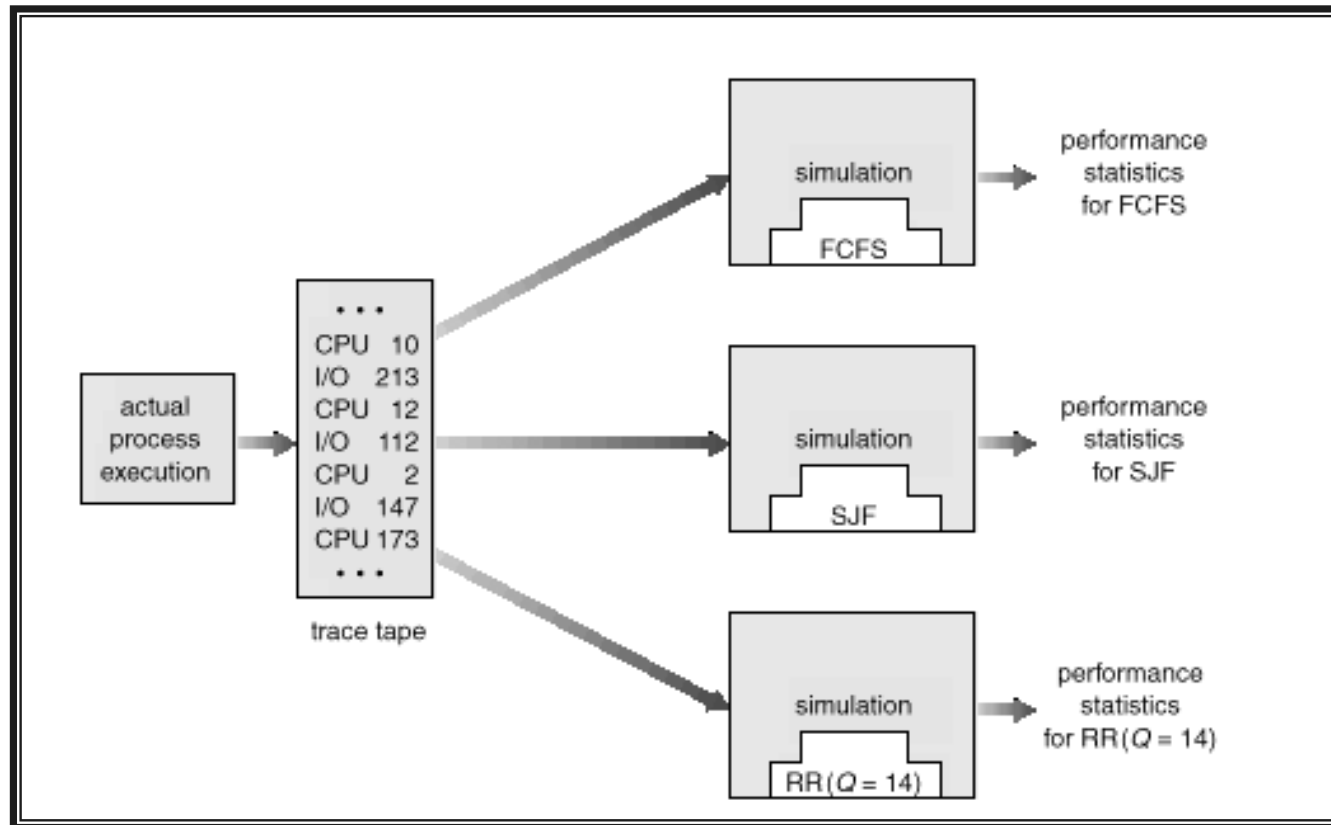 actual
process
execution
• • •
CPU 10
I/O 213
CPU 12
I/O 112
CPU 2
I/O 147
CPU 173
• • •
trace tape
simulation
FCFS
performance
statistics
for FCFS
simulation
SJF
performance
statistics
for SJF
simulation
RR(Q = 14)
performance
statistics
for RR(Q = 14)